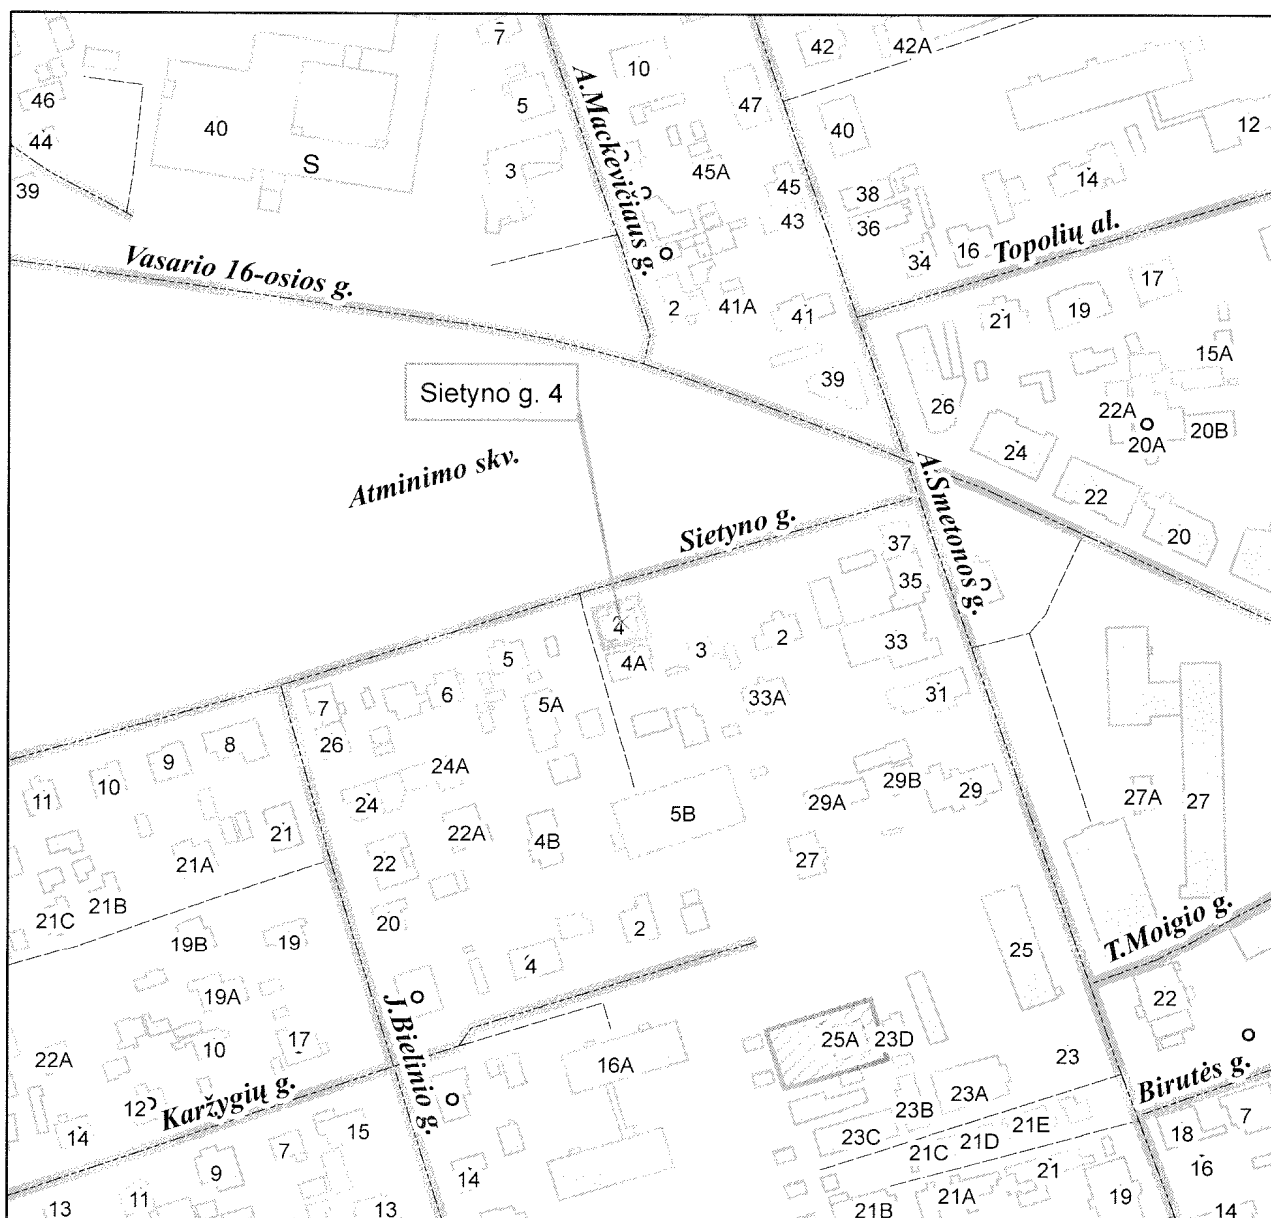 7
42
42A
10
46
5
47
40
44
40
12
S
3
45A
45
38
14
39
43
36
A.Mackevičiaus g.
34
16
Topolių al.
Vasario 16-osios g.
17
2
41A
41
21
19
15A
Sietyno g. 4
39
26
22A
20A
20B
24
Atminimo skv.
22
Sietyno g.
A.Smetonos g.
20
37
35
4
2
33
5
4A
3
6
33A
31
7
5A
8
26
9
24A
10
11
24
29A
29B
29
27A
27
5B
21
22A
4B
21A
22
27
21B
21C
20
2
19B
19
T.Moigio g.
25
4
19A
22
17
J.Bielinio g.
25A
23D
10
22A
16A
23
Karžygių g.
12
23A
Birutės g.
23B
14
15
21E
7
23C
21D
18
7
21C
9
21
16
14
11
21A
13
13
21B
19
14